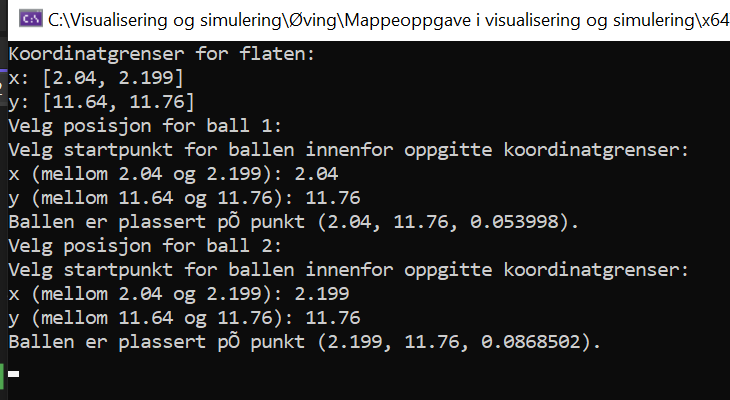 C:\Visualisering og simulering\Øving\Mappeoppgave i visualisering og simulering\x64
Koordinatgrenser for flaten:
x: [2.04, 2.199]
y: [11.64, 11.76]
Velg posisjon for ball 1:
Velg startpunkt for ballen innenfor oppgitte koordinatgrenser:
x (mellom 2.04 og 2.199): 2.04
y (mellom 11.64 og 11.76): 11.76
Ballen er plassert pÕ punkt (2.04, 11.76, 0.053998).
Velg posisjon for ball 2:
Velg startpunkt for ballen innenfor oppgitte koordinatgrenser:
x (mellom 2.04 og 2.199): 2.199
y (mellom 11.64 og 11.76): 11.76
Ballen er plassert pÕ punkt (2.199, 11.76, 0.0868502).